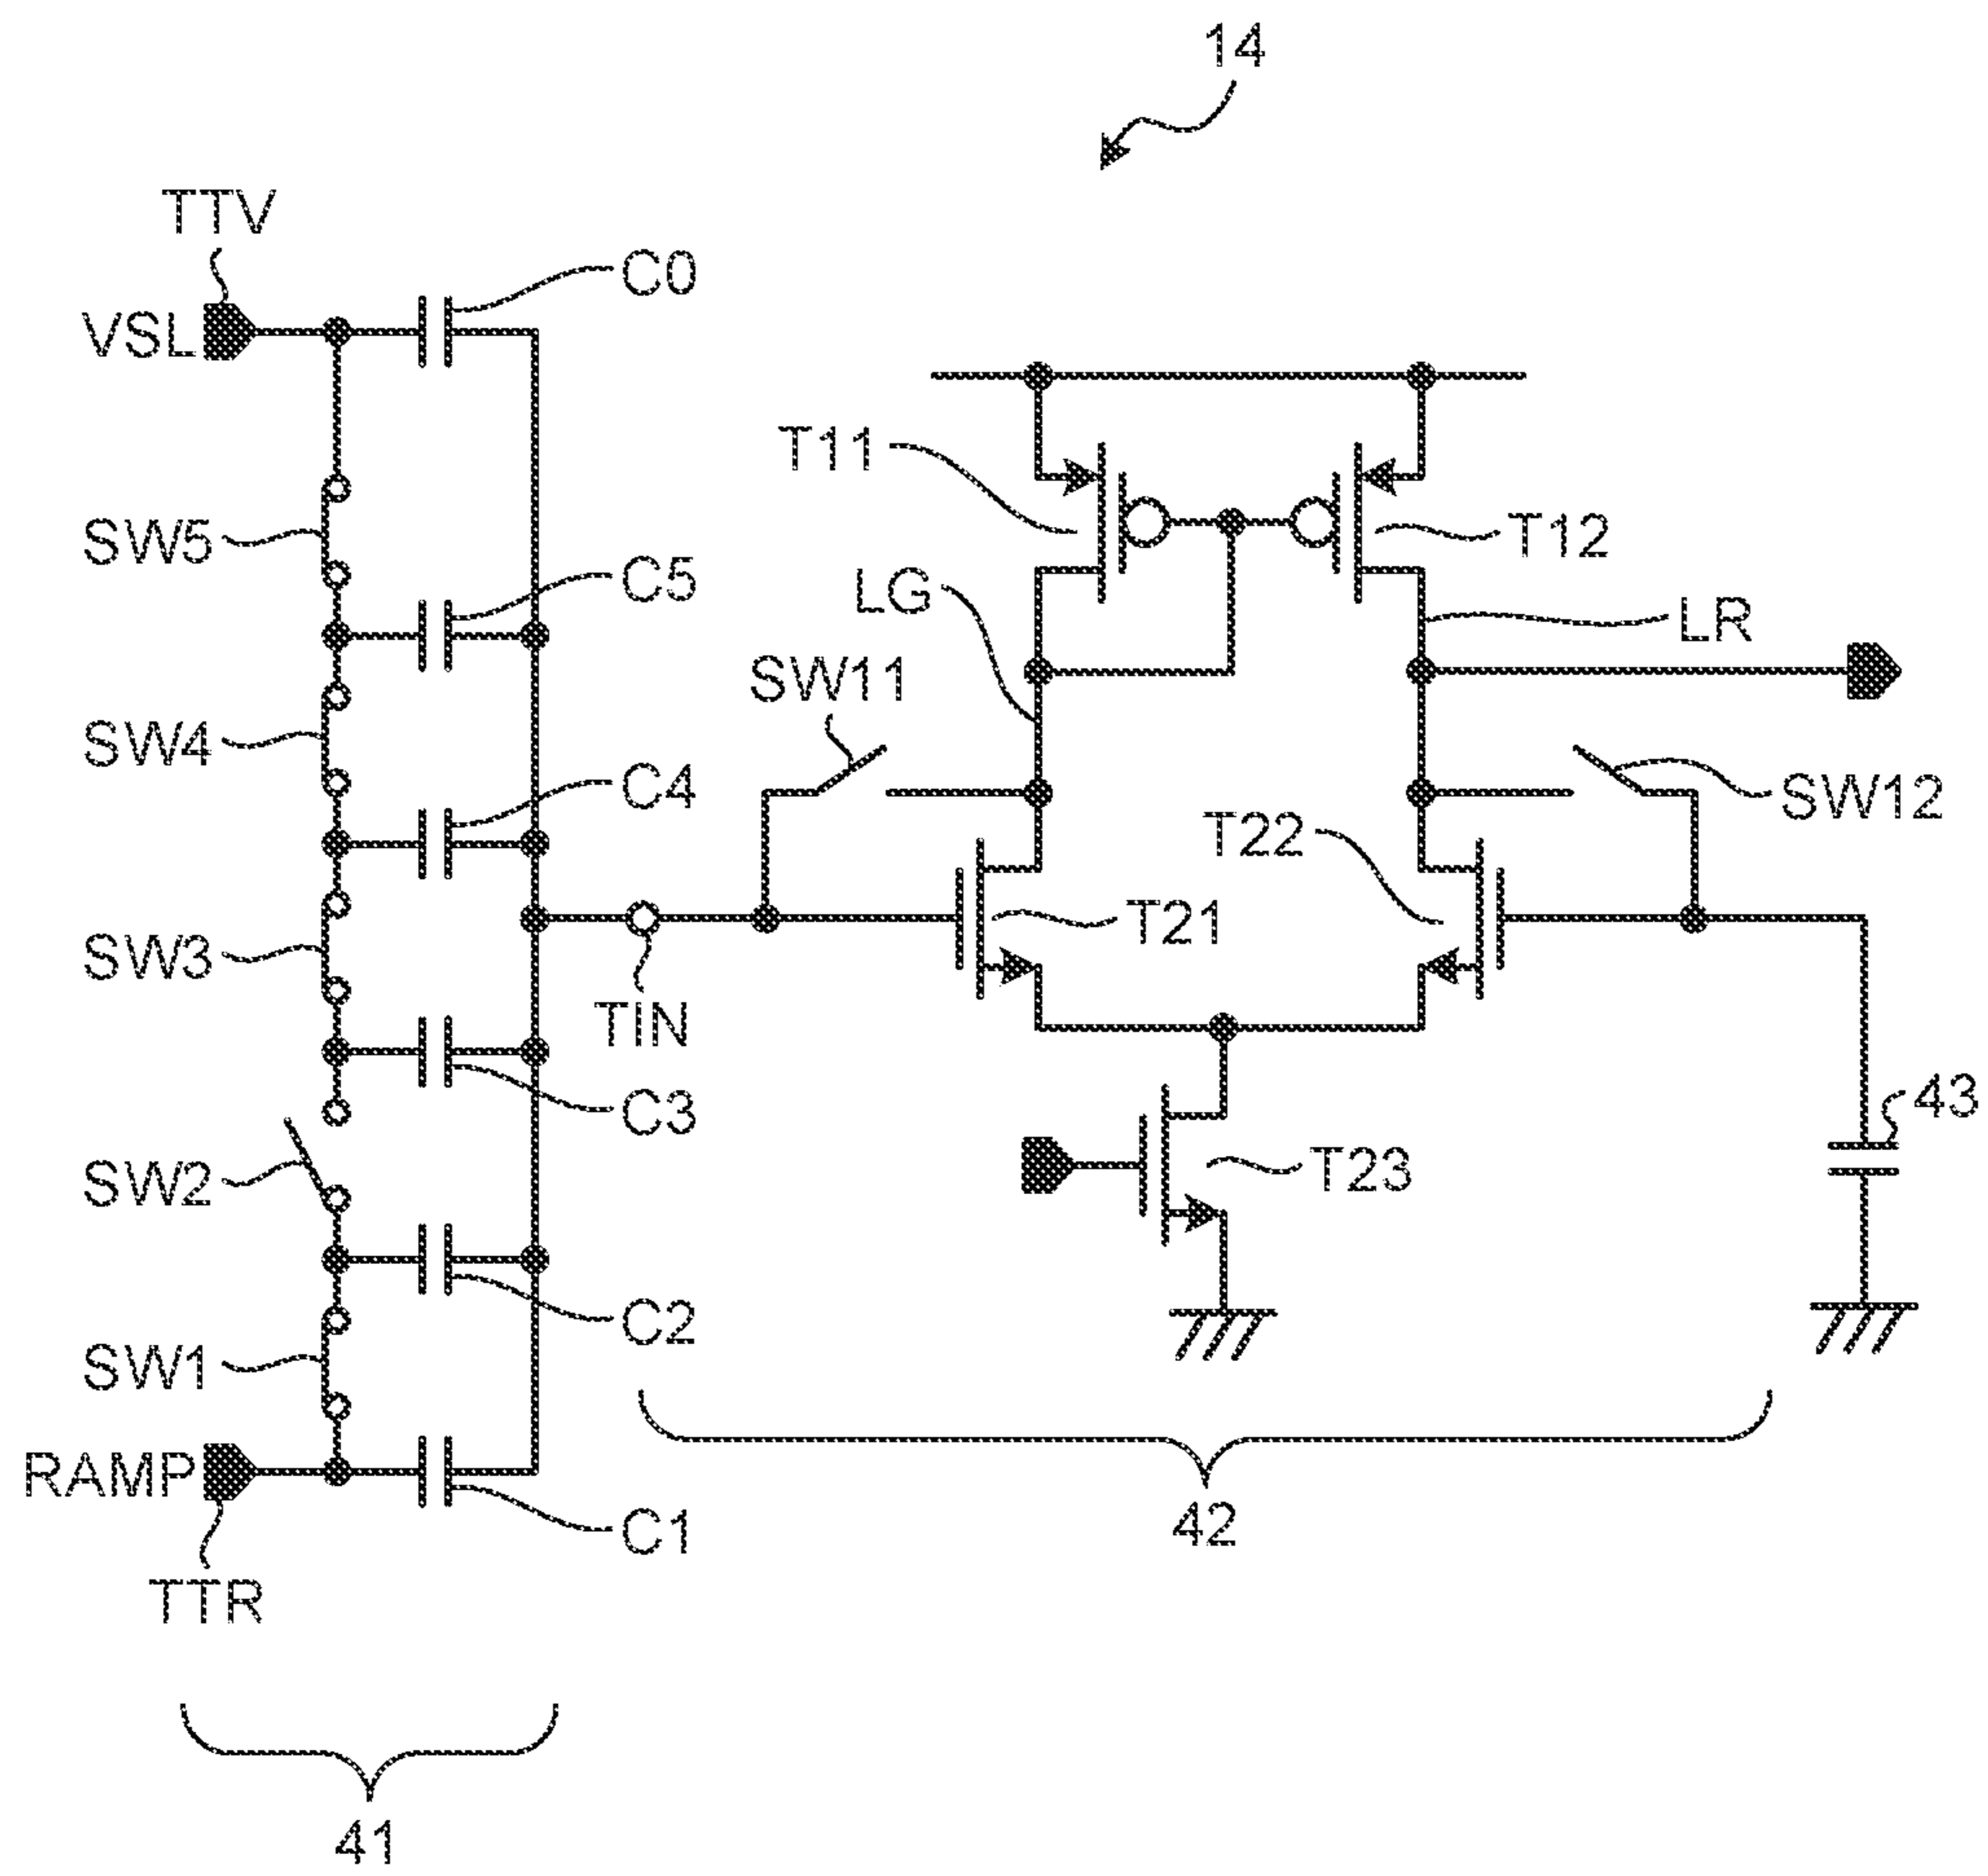 14
TTV
C0
VSL
T11
SW5
T12
C5
LG
LR
SW11
SW4
C4
SW12
T22
T21
SW3
TIN
C3
43
SW2
T23
C2
SW1
RAMP
C1
42
TTR
41